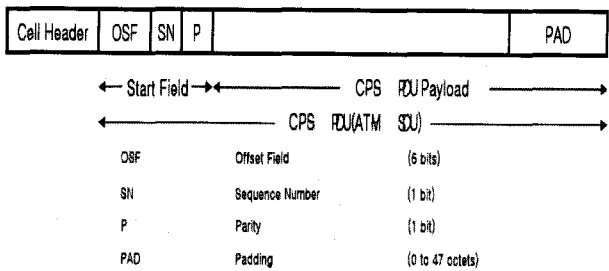 Cell Header OSF SN P PAD
Start Field CPS PDU Payload
CPS PDU(ATM SDU)
OSF Offset Field (6 bits)
SN Sequence Number (1 bit)
P Parity (1 bit)
PAD Padding (0 to 47 octets)